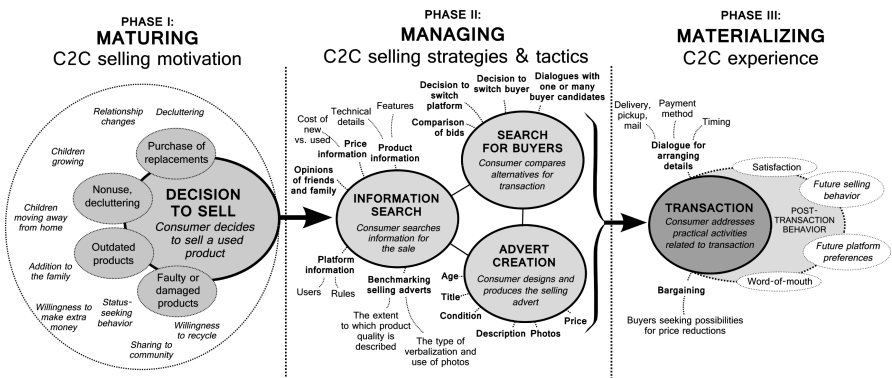 PHASE I:
MATURING
C2C selling motivation
Relationship
changes
Decluttering
Children
growing
Purchase of
replacements
Nonuse,
decluttering
DECISION
TO SELL
Consumer decides
to sell a used
product
Children
moving away
from home
Outdated
products
Addition to
the family
Faulty or
damaged
products
Willingness to
make extra
money
Status-
seeking
behavior
Willingness
to recycle
Sharing to
community
PHASE II:
MANAGING
C2C selling strategies & tactics
Decision to
switch
platform
Decision to
switch buyer
Dialogues with
one or many
buyer candidates
Comparison
of bids
Features
Technical
details
Cost of
new
vs. used
Price
information
Product
information
Opinions
of friends
and family
SEARCH
FOR BUYERS
Consumer compares
alternatives for
transaction
INFORMATION
SEARCH
Consumer searches
information for
the sale
ADVERT
CREATION
Consumer designs and
produces the selling
advert
Platform
information
Users
Rules
Benchmarking
selling adverts
The extent
to which product
quality is
described
The type of
verbalization and
use of photos
Age
Title
Condition
Description
Photos
Price
PHASE III:
MATERIALIZING
C2C experience
Delivery,
pickup,
mail
Payment
method
Timing
Dialogue for
arranging
details
TRANSACTION
Consumer addresses
practical activities
related to transaction
Satisfaction
Future selling
behavior
POST-
TRANSACTION
BEHAVIOR
Future platform
preferences
Word-of-mouth
Bargaining
Buyers seeking possibilities
for price reductions